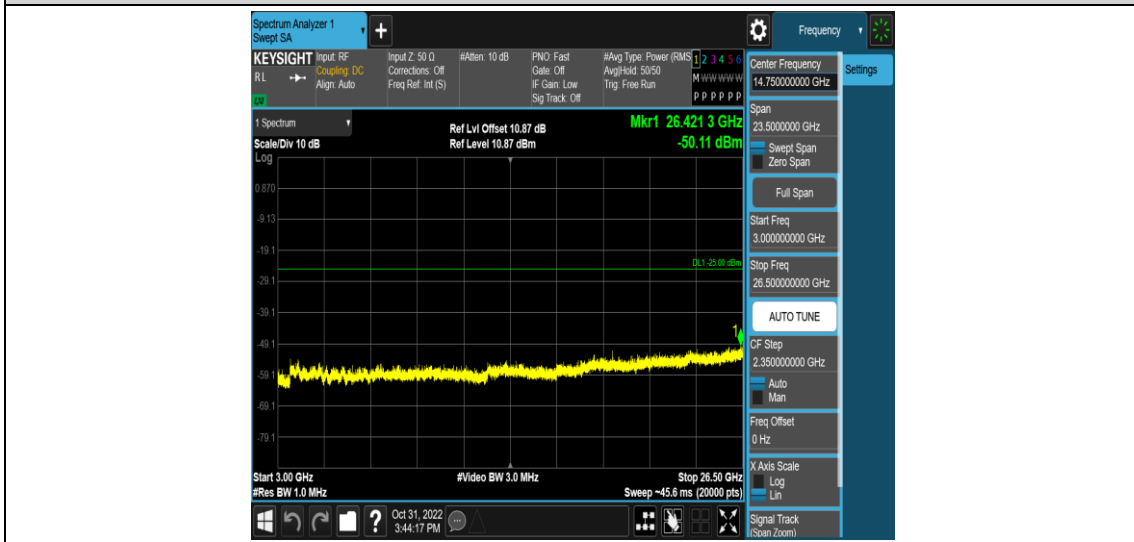 Spectrum Analyzer 1
Swept SA
+
Frequency
KEYSIGHT
RL
LXI
Input: RF
Coupling: DC
Align: Auto
Input Z: 50 Ω
Corrections: Off
Freq Ref: Int (S)
#Atten: 10 dB
PNO: Fast
Gate: Off
IF Gain: Low
Sig Track: Off
#Avg Type: Power (RMS
Avg|Hold: 50/50
Trig: Free Run
1 2 3 4 5 6
M W W W W W
P P P P P P
Center Frequency
14.750000000 GHz
Settings
1 Spectrum
Scale/Div 10 dB
Log
Ref Lvl Offset 10.87 dB
Ref Level 10.87 dBm
Mkr1 26.421 3 GHz
-50.11 dBm
Span
23.5000000 GHz
Swept Span
Zero Span
Full Span
Start Freq
3.000000000 GHz
Stop Freq
26.500000000 GHz
AUTO TUNE
CF Step
2.350000000 GHz
Auto
Man
Freq Offset
0 Hz
X Axis Scale
Log
Lin
Signal Track
(Span Zoom)
0.870
-9.13
-19.1
DL1 -25.00 dBm
-29.1
-39.1
1
-49.1
-59.1
-69.1
-79.1
Start 3.00 GHz
#Res BW 1.0 MHz
#Video BW 3.0 MHz
Stop 26.50 GHz
Sweep ~45.6 ms (20000 pts)
?
Oct 31, 2022
3:44:17 PM